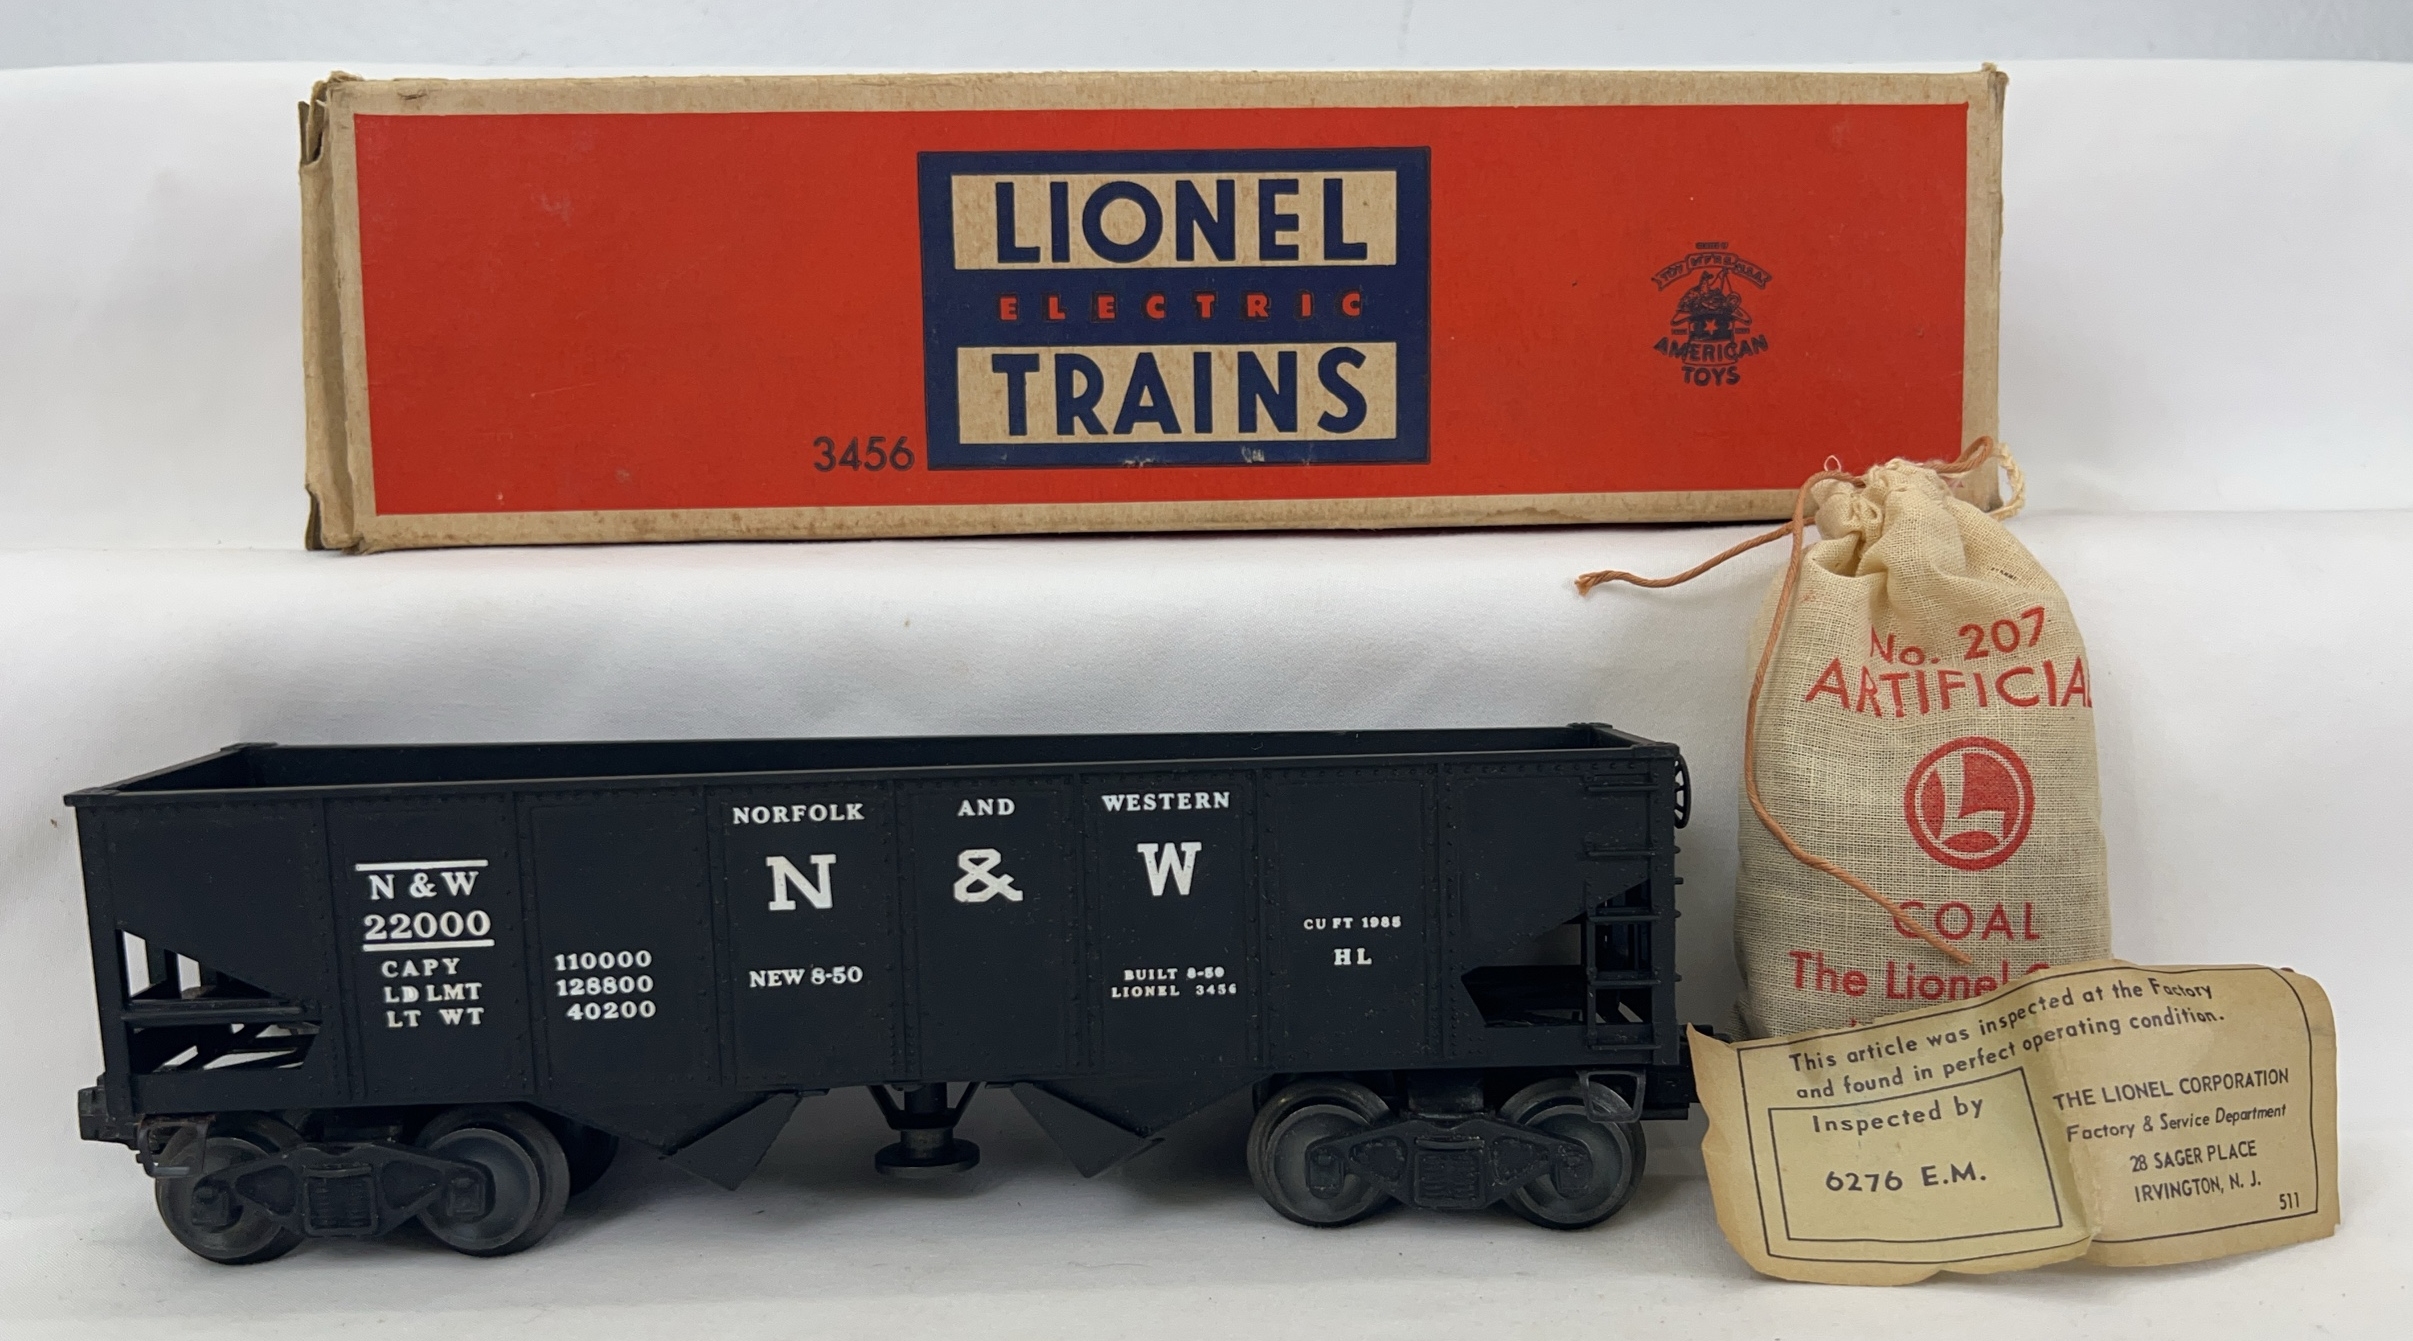 LIONEL
ELECTRIC
TRAINS
3456
AMERICAN
TOYS
No. 207
ARTIFICIAL
L
COAL
The Lionel
NORFOLK AND WESTERN
N & W
N & W
22000
CAPY 110000
LD LMT 128800
LT WT 40200
NEW 8-50
BUILT 8-50
LIONEL 3456
CU FT 1985
HL
This article was inspected at the Factory
and found in perfect operating condition.
Inspected by
6276 E.M.
THE LIONEL CORPORATION
Factory & Service Department
28 SAGER PLACE
IRVINGTON, N. J.
511